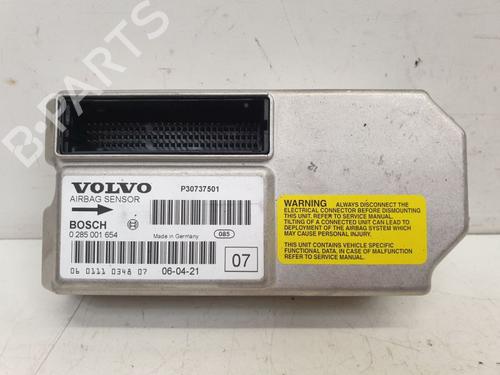 B-PARTS
VOLVO
P30737501
AIRBAG SENSOR
BOSCH
0 285 001 654
Made in Germany
085
06 0111 0348 07
06-04-21
07
WARNING ALWAYS DISCONNECT THE
ELECTRICAL CONNECTOR BEFORE DISMOUNTING
THIS UNIT. REFER TO SERVICE MANUAL.
TILTING OF A CONNECTED UNIT CAN LEAD TO
DEPLOYMENT OF THE AIRBAG SYSTEM WHICH
MAY CAUSE PERSONAL INJURY.
THIS UNIT CONTAINS VEHICLE SPECIFIC
FUNCTIONAL DATA. IN CASE OF MALFUNCTION
REFER TO SERVICE MANUAL.